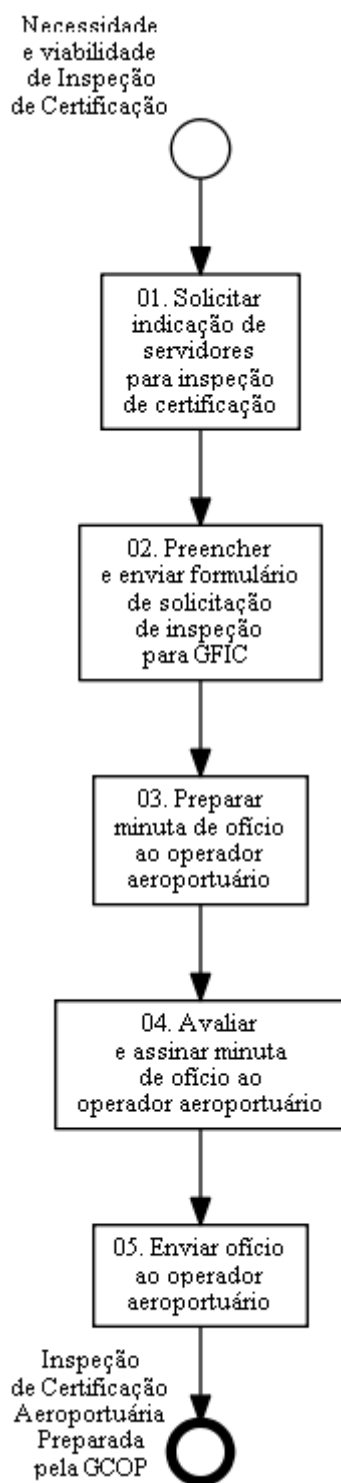 Necessidade
e viabilidade
de Inspeção
de Certificação
01. Solicitar
indicação de
servidores
para inspeção
de certificação
02. Preencher
e enviar formulário
de solicitação
de inspeção
para GFIC
03. Preparar
minuta de ofício
ao operador
aeroportuário
04. Avaliar
e assinar minuta
de ofício ao
operador aeroportuário
05. Enviar ofício
ao operador
aeroportuário
Inspeção
de Certificação
Aeroportuária
Preparada
pela GCOP